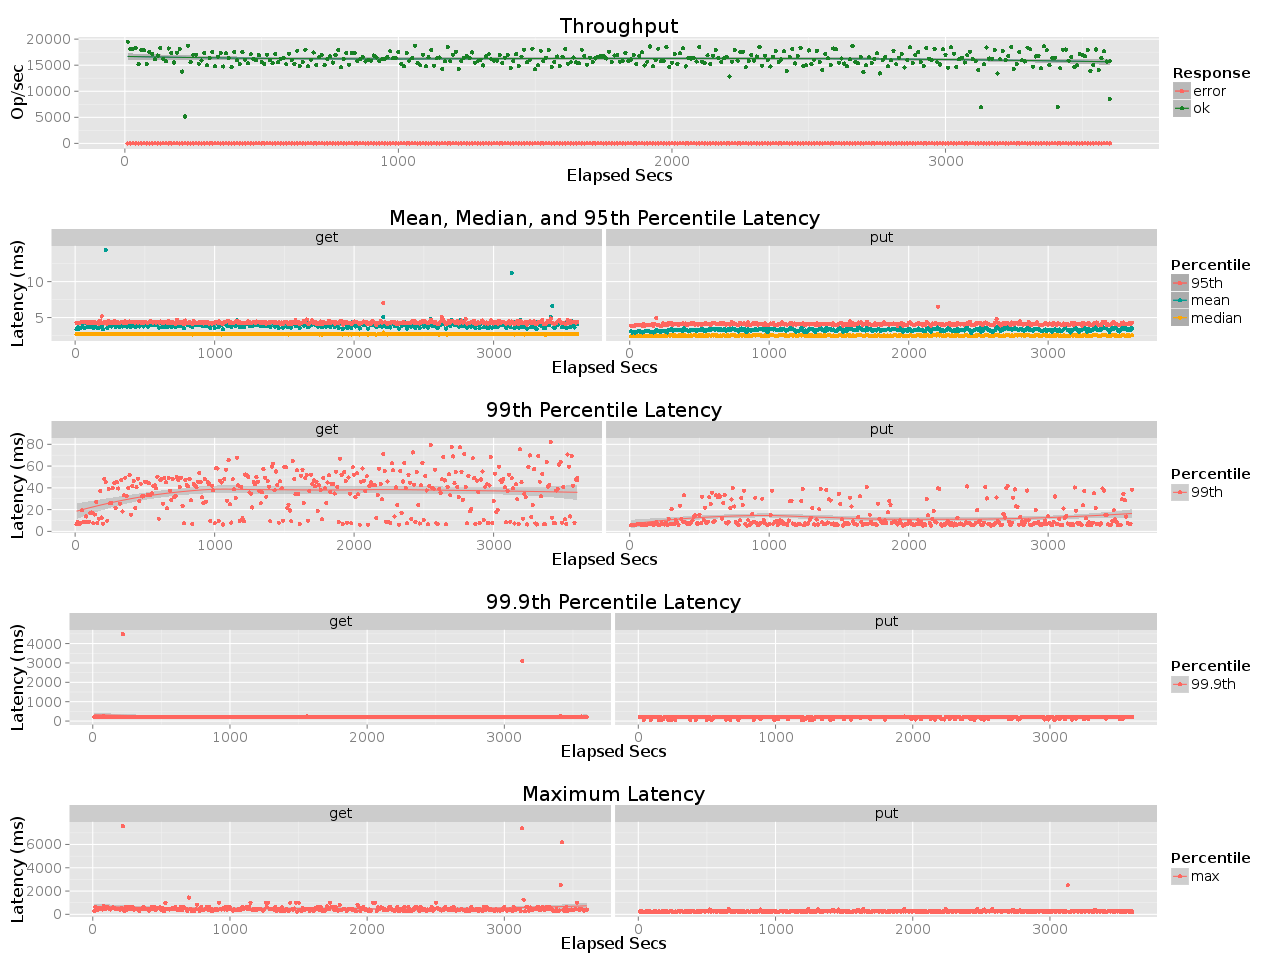 Throughput
Op/sec
20000
15000
10000
5000
0
0 1000 2000 3000
Elapsed Secs
Response
error
ok
Mean, Median, and 95th Percentile Latency
get put
Latency (ms)
10
5
0 1000 2000 3000 0 1000 2000 3000
Elapsed Secs
Percentile
95th
mean
median
99th Percentile Latency
get put
Latency (ms)
80
60
40
20
0
0 1000 2000 3000 0 1000 2000 3000
Elapsed Secs
Percentile
99th
99.9th Percentile Latency
get put
Latency (ms)
4000
3000
2000
1000
0
0 1000 2000 3000 0 1000 2000 3000
Elapsed Secs
Percentile
99.9th
Maximum Latency
get put
Latency (ms)
6000
4000
2000
0
0 1000 2000 3000 0 1000 2000 3000
Elapsed Secs
Percentile
max